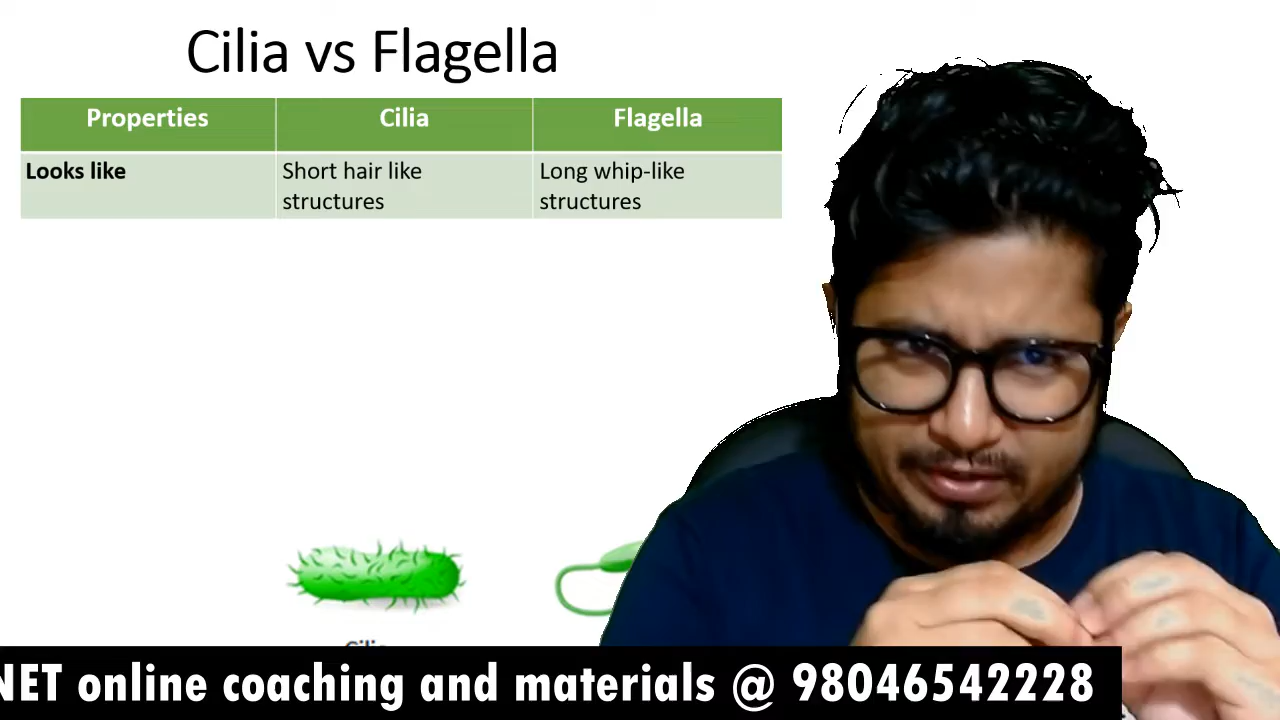 Cilia vs Flagella
Properties Cilia Flagella
Looks like Short hair like Long whip-like
structures structures
Cilia
NET online coaching and materials @ 98046542228